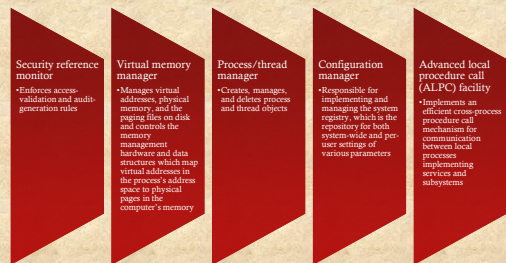 Security reference
monitor
•Enforces access-
validation and audit-
generation rules
Virtual memory
manager
•Manages virtual
addresses, physical
memory, and the
paging files on disk
and controls the
memory
management
hardware and data
structures which map
virtual addresses in
the process's address
space to physical
pages in the
computer's memory
Process/thread
manager
•Creates, manages,
and deletes process
and thread objects
Configuration
manager
•Responsible for
implementing and
managing the system
registry, which is the
repository for both
system-wide and per-
user settings of
various parameters
Advanced local
procedure call
(ALPC) facility
•Implements an
efficient cross-process
procedure call
mechanism for
communication
between local
processes
implementing
services and
subsystems